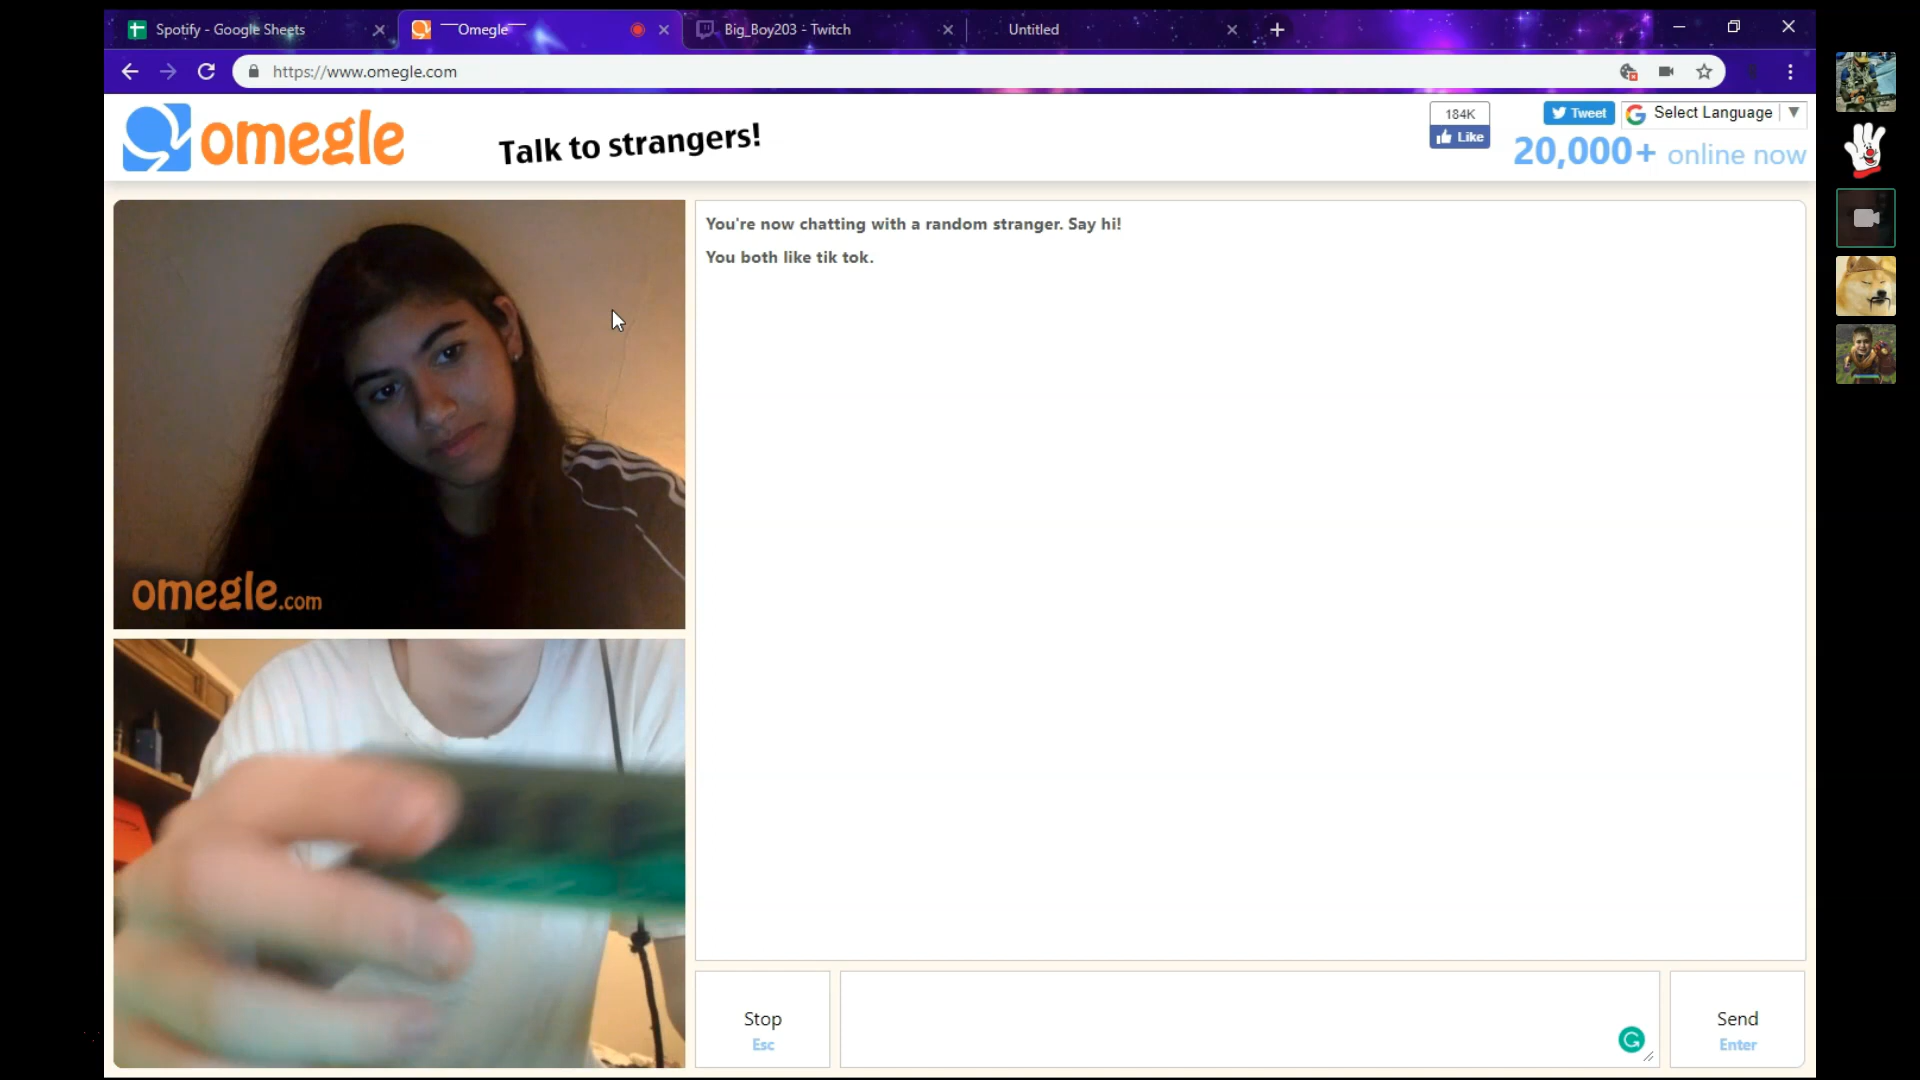 Spotify - Google Sheets
Omegle
Big_Boy203 - Twitch
Untitled
https://www.omegle.com
omegle
Talk to strangers!
184K
Like
Tweet
Select Language
20,000+ online now
You're now chatting with a random stranger. Say hi!
You both like tik tok.
omegle.com
Stop
Esc
Send
Enter